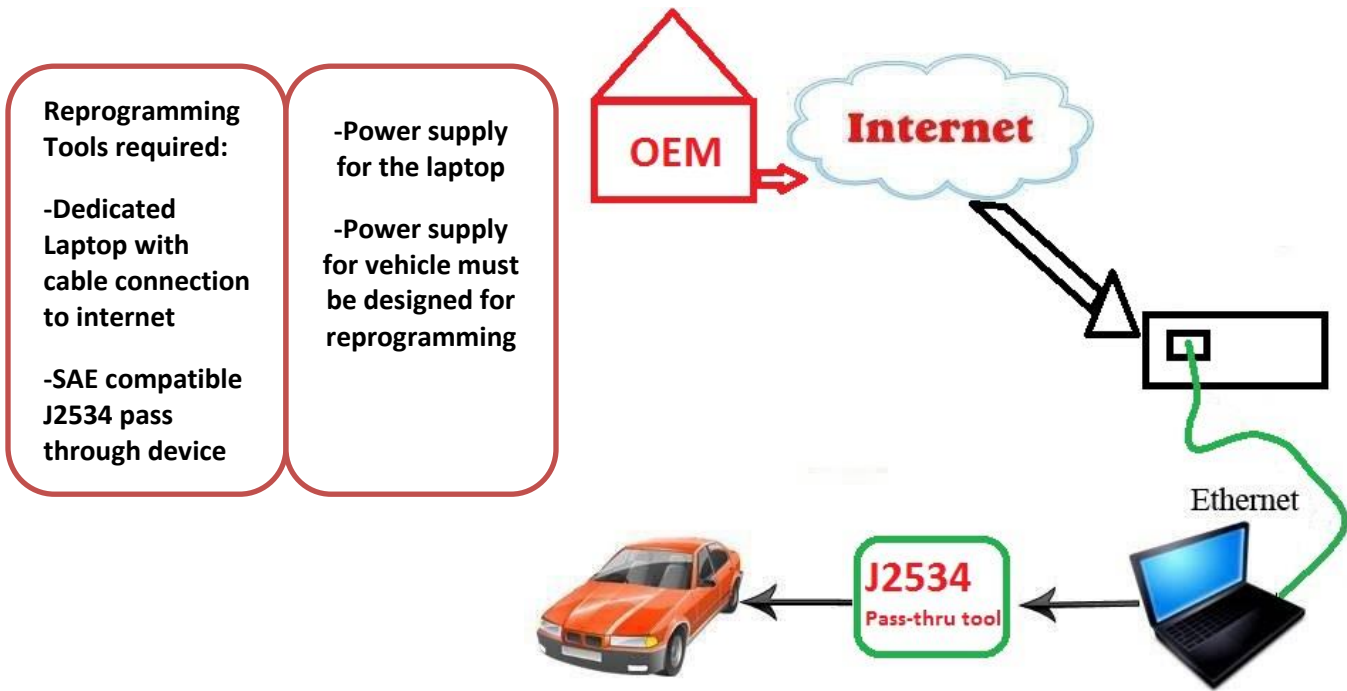 Reprogramming
Tools required:
-Dedicated
Laptop with
cable connection
to internet
-SAE compatible
J2534 pass
through device
-Power supply
for the laptop
-Power supply
for vehicle must
be designed for
reprogramming
OEM
Internet
Ethernet
J2534
Pass-thru tool